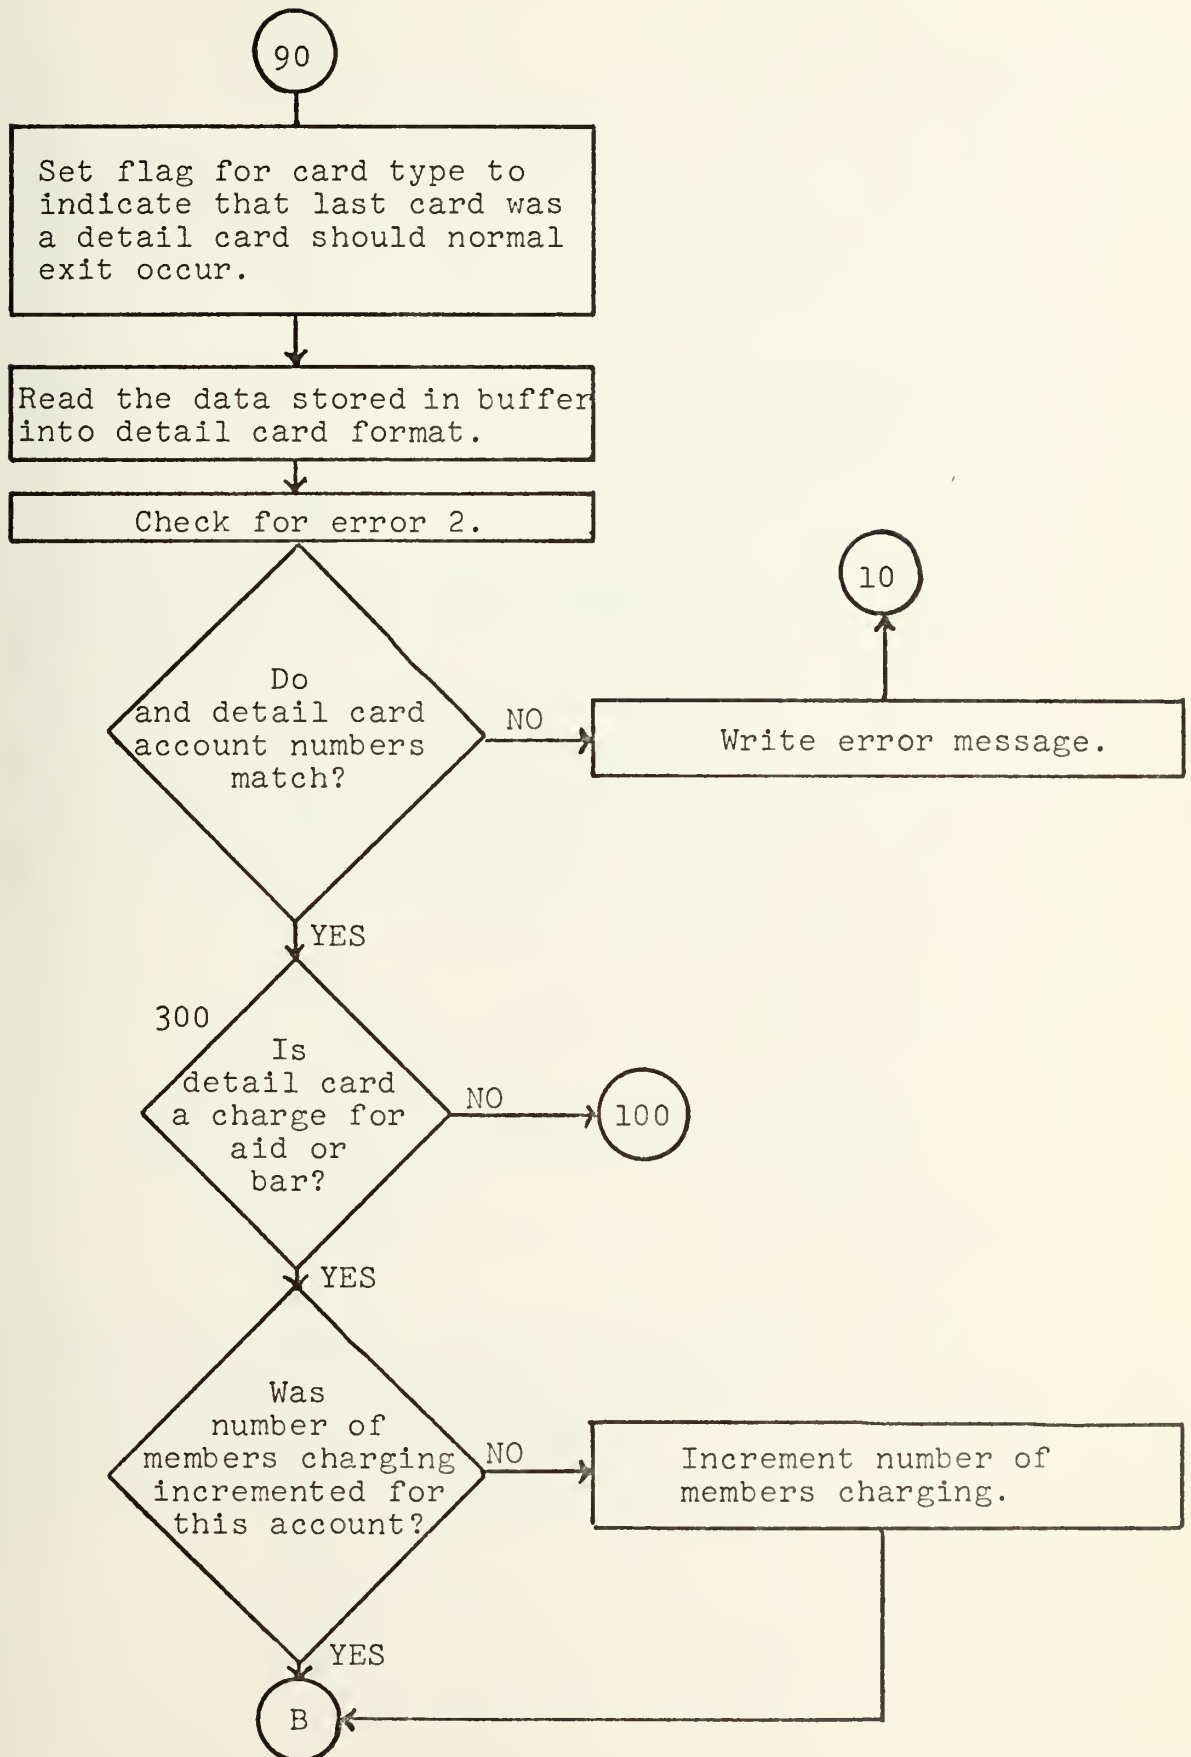 90
Set flag for card type to
indicate that last card was
a detail card should normal
exit occur.
Read the data stored in buffer
into detail card format.
Check for error 2.
10
Do
and detail card
account numbers
match?
NO
Write error message.
YES
300
Is
detail card
a charge for
aid or
bar?
NO
100
YES
Was
number of
members charging
incremented for
this account?
NO
Increment number of
members charging.
YES
B